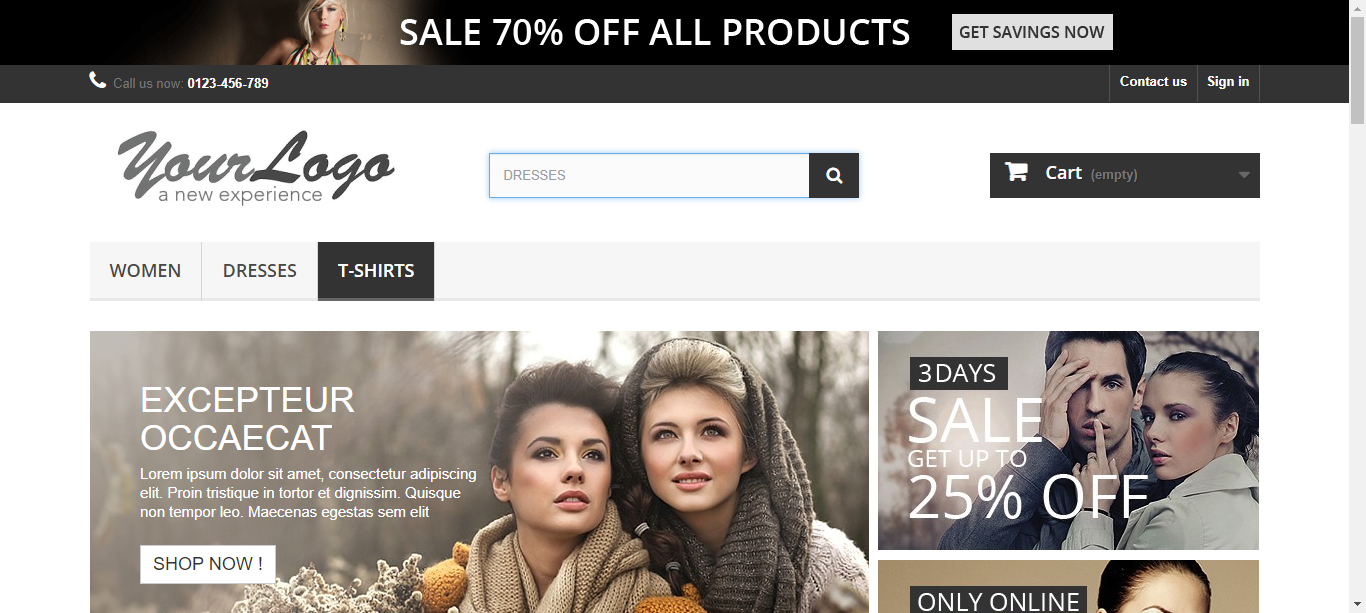 SALE 70% OFF ALL PRODUCTS
GET SAVINGS NOW
Call us now: 0123-456-789
Contact us
Sign in
YourLogo
a new experience
DRESSES
Cart (empty)
WOMEN
DRESSES
T-SHIRTS
EXCEPTEUR
OCCAECAT
Lorem ipsum dolor sit amet, consectetur adipiscing
elit. Proin tristique in tortor et dignissim. Quisque
non tempor leo. Maecenas egestas sem elit
SHOP NOW !
3 DAYS
SALE
GET UP TO
25% OFF
ONLY ONLINE